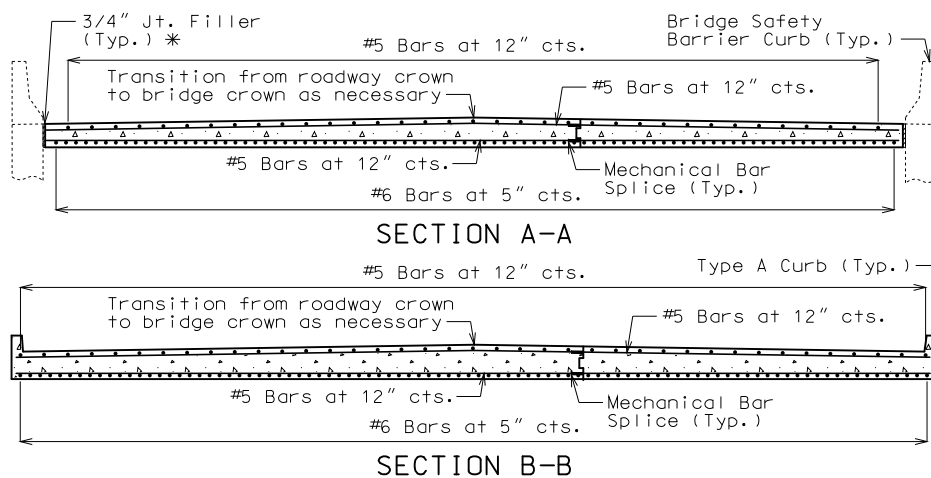 3/4" Jt. Filler
(Typ.) *
#5 Bars at 12" cts.
Bridge Safety
Barrier Curb (Typ.)
Transition from roadway crown
to bridge crown as necessary
#5 Bars at 12" cts.
#5 Bars at 12" cts.
Mechanical Bar
Splice (Typ.)
#6 Bars at 5" cts.
SECTION A-A
#5 Bars at 12" cts.
Type A Curb (Typ.)
Transition from roadway crown
to bridge crown as necessary
#5 Bars at 12" cts.
#5 Bars at 12" cts.
Mechanical Bar
Splice (Typ.)
#6 Bars at 5" cts.
SECTION B-B